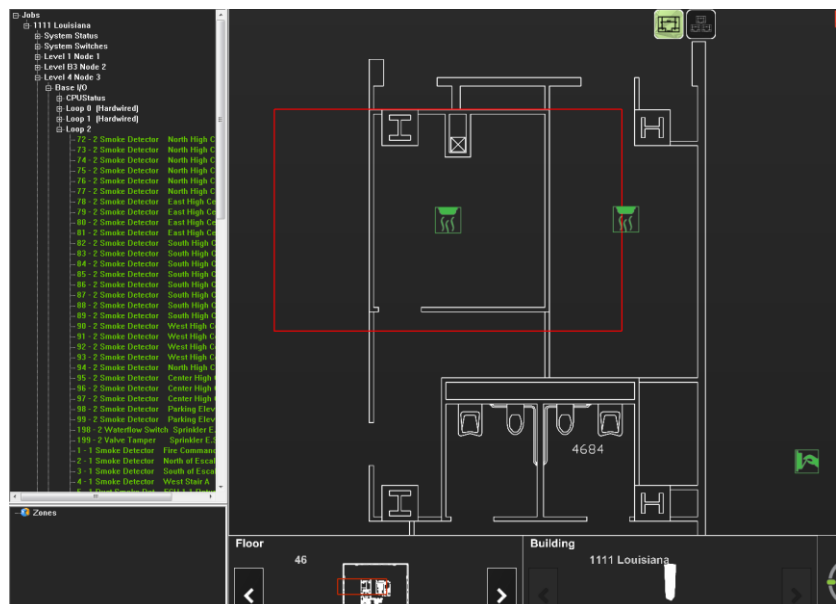 Jobs
1111 Louisiana
System Status
System Switches
Level 1 Node 1
Level B3 Node 2
Level 4 Node 3
Base I/O
CPUStatus
Loop 0 (Hardwired)
Loop 1 (Hardwired)
Loop 2
72 - 2 Smoke Detector North High C
73 - 2 Smoke Detector North High C
74 - 2 Smoke Detector North High C
75 - 2 Smoke Detector North High C
76 - 2 Smoke Detector North High C
77 - 2 Smoke Detector North High C
78 - 2 Smoke Detector East High Ce
79 - 2 Smoke Detector East High Ce
80 - 2 Smoke Detector East High Ce
81 - 2 Smoke Detector East High Ce
82 - 2 Smoke Detector South High C
83 - 2 Smoke Detector South High C
84 - 2 Smoke Detector South High C
85 - 2 Smoke Detector South High C
86 - 2 Smoke Detector South High C
87 - 2 Smoke Detector South High C
88 - 2 Smoke Detector South High C
89 - 2 Smoke Detector South High C
90 - 2 Smoke Detector West High Ce
91 - 2 Smoke Detector West High Ce
92 - 2 Smoke Detector West High Ce
93 - 2 Smoke Detector West High Ce
94 - 2 Smoke Detector North High C
95 - 2 Smoke Detector Center High
96 - 2 Smoke Detector Center High
97 - 2 Smoke Detector Center High
98 - 2 Smoke Detector Parking Elev
99 - 2 Smoke Detector Parking Elev
198 - 2 Waterflow Switch Sprinkler E.
199 - 2 Valve Tamper Sprinkler E.S
1 - 1 Smoke Detector Fire Comman
2 - 1 Smoke Detector North of Escal
3 - 1 Smoke Detector South of Escal
4 - 1 Smoke Detector West Stair A
Zones
4684
Floor
46
Building
1111 Louisiana